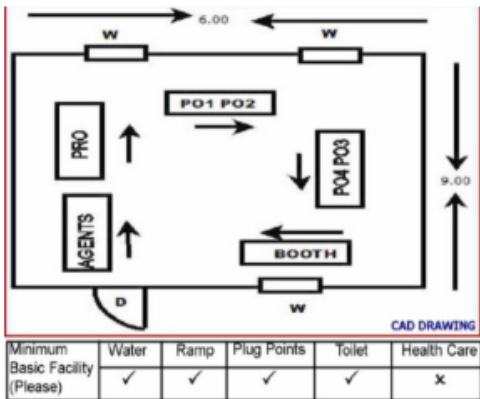 6.00
W W
PO1 PO2
PRO
PO4 PO3
9.00
AGENTS
BOOTH
D
W
CAD DRAWING
Minimum Basic Facility (Please) Water Ramp Plug Points Toilet Health Care
✓ ✓ ✓ ✓ x